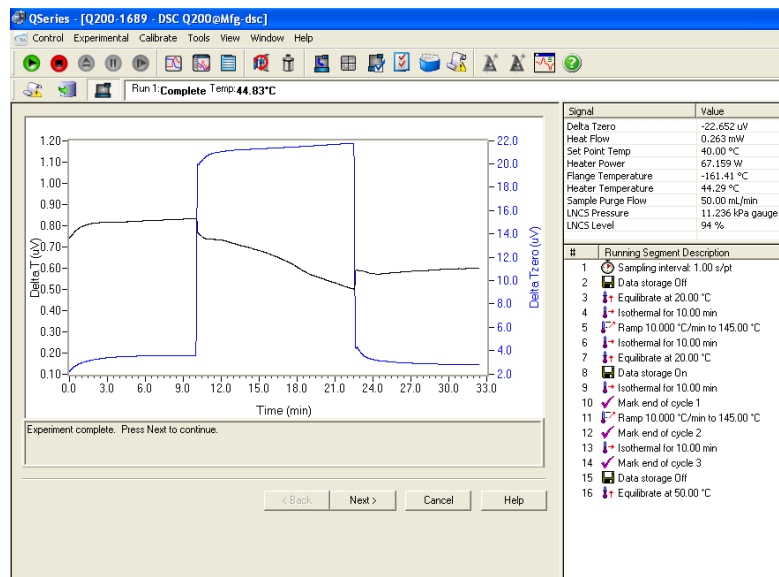 QSeries - [Q200-1689 - DSC Q200@Mfg-dsc]
Control Experimental Calibrate Tools View Window Help
Run 1: Complete Temp: 44.83°C
1.20
1.10
1.00
0.90
0.80
0.70
0.60
0.50
0.40
0.30
0.20
0.10
Delta T (uV)
22.0
20.0
18.0
16.0
14.0
12.0
10.0
8.0
6.0
4.0
2.0
Delta Tzero (uV)
0.0 3.0 6.0 9.0 12.0 15.0 18.0 21.0 24.0 27.0 30.0 33.0
Time (min)
Experiment complete. Press Next to continue.
< Back Next > Cancel Help
Signal Value
Delta Tzero -22.652 uV
Heat Flow 0.263 mW
Set Point Temp 40.00 °C
Heater Power 67.159 W
Flange Temperature -161.41 °C
Heater Temperature 44.29 °C
Sample Purge Flow 50.00 mL/min
LNCS Pressure 11.236 kPa gauge
LNCS Level 94 %
# Running Segment Description
1 Sampling interval: 1.00 s/pt
2 Data storage Off
3 Equilibrate at 20.00 °C
4 Isothermal for 10.00 min
5 Ramp 10.000 °C/min to 145.00 °C
6 Isothermal for 10.00 min
7 Equilibrate at 20.00 °C
8 Data storage On
9 Isothermal for 10.00 min
10 Mark end of cycle 1
11 Ramp 10.000 °C/min to 145.00 °C
12 Mark end of cycle 2
13 Isothermal for 10.00 min
14 Mark end of cycle 3
15 Data storage Off
16 Equilibrate at 50.00 °C